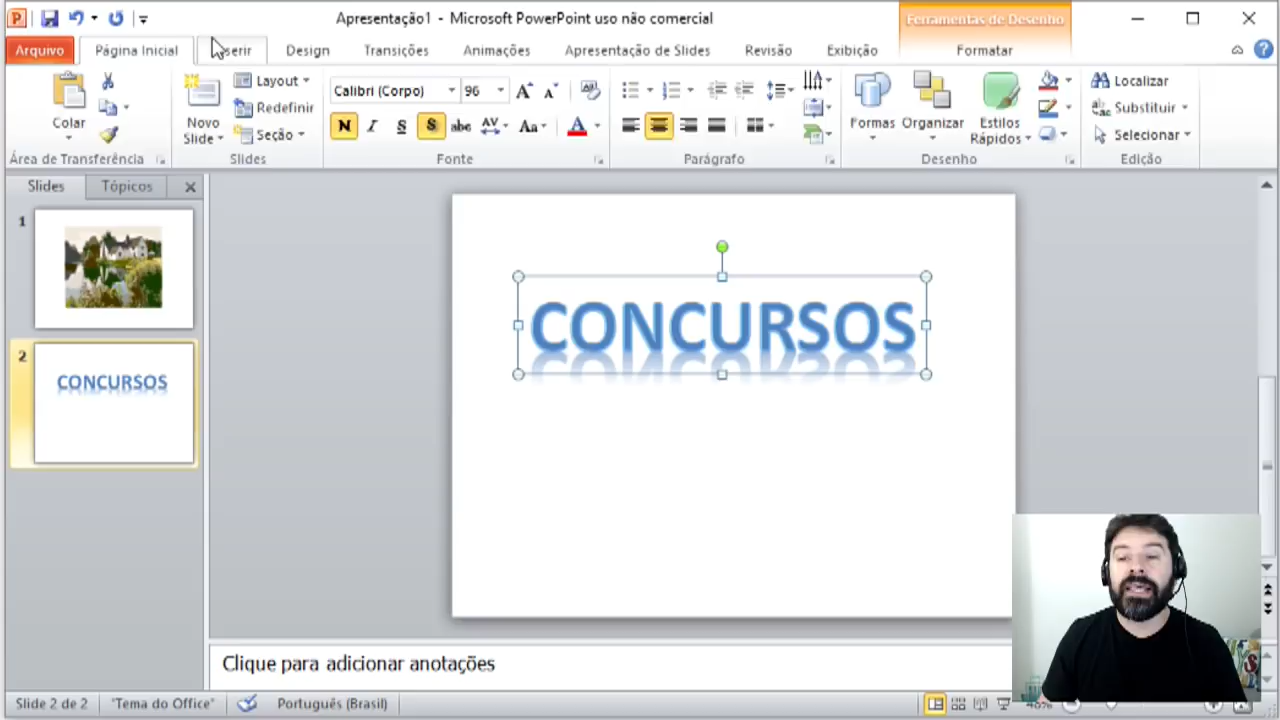 Apresentação1 - Microsoft PowerPoint uso não comercial
Ferramentas de Desenho
Arquivo
Página Inicial
Design
Transições
Animações
Apresentação de Slides
Revisão
Exibição
Formatar
Colar
Área de Transferência
Novo
Slide
Layout
Redefinir
Seção
Slides
Calibri (Corpo)
96
N
I
S
S
abc
AV
Aa
A
Fonte
Parágrafo
Formas
Organizar
Estilos
Rápidos
Desenho
Localizar
Substituir
Selecionar
Edição
Slides
Tópicos
1
2
CONCURSOS
CONCURSOS
Clique para adicionar anotações
Slide 2 de 2
"Tema do Office"
Português (Brasil)